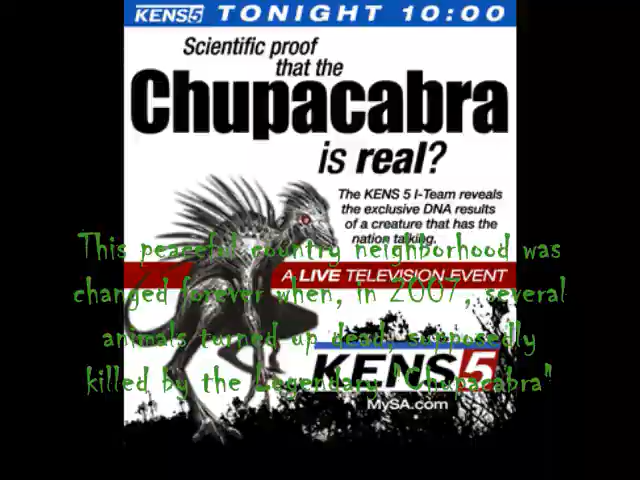 KENS5 TONIGHT 10:00
Scientific proof
that the
Chupacabra
is real?
The KENS 5 I-Team reveals
the exclusive DNA results
of a creature that has the
nation talking.
A LIVE TELEVISION EVENT
KENS 5
MySA.com
This peaceful country neighborhood was
changed forever when, in 2007, several
animals turned up dead, supposedly
killed by the Legendary "Chupacabra"